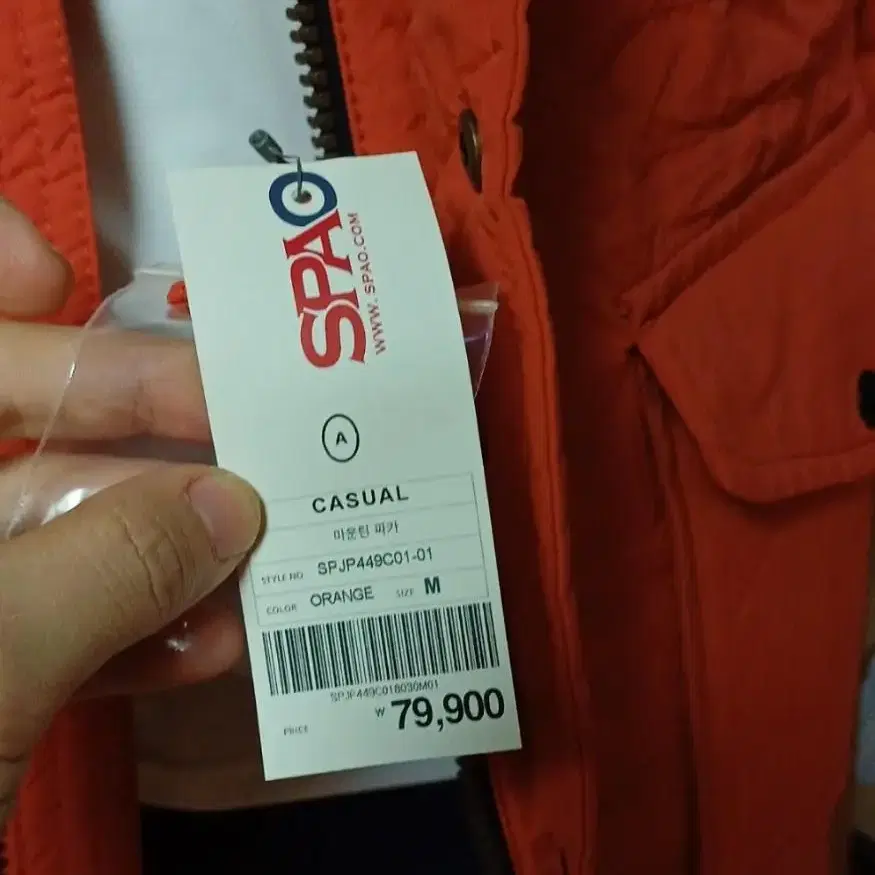 SPAO
WWW.SPAO.COM
A
CASUAL
마운틴 파카
STYLE NO SPJP449C01-01
COLOR ORANGE SIZE M
SPJP449C018030M01
PRICE ₩ 79,900